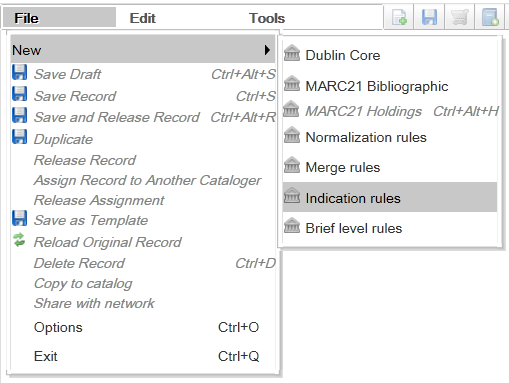 File Edit Tools
New
Save Draft Ctrl+Alt+S
Save Record Ctrl+S
Save and Release Record Ctrl+Alt+R
Duplicate
Release Record
Assign Record to Another Cataloger
Release Assignment
Save as Template
Reload Original Record
Delete Record Ctrl+D
Copy to catalog
Share with network
Options Ctrl+O
Exit Ctrl+Q
Dublin Core
MARC21 Bibliographic
MARC21 Holdings Ctrl+Alt+H
Normalization rules
Merge rules
Indication rules
Brief level rules